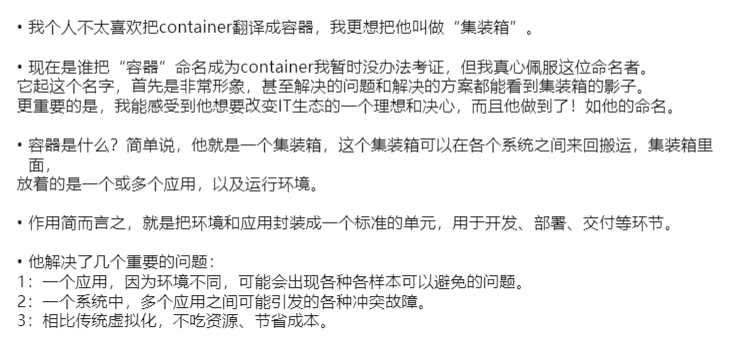 • 我个人不太喜欢把container翻译成容器，我更想把他叫做“集装箱”。
• 现在是谁把“容器”命名成为container我暂时没办法考证，但我真心佩服这位命名者。
它起这个名字，首先是非常形象，甚至解决的问题和解决的方案都能看到集装箱的影子。
更重要的是，我能感受到他想要改变IT生态的一个理想和决心，而且他做到了！如他的命名。
• 容器是什么？简单说，他就是一个集装箱，这个集装箱可以在各个系统之间来回搬运，集装箱里
面，
放着的是一个或多个应用，以及运行环境。
• 作用简而言之，就是把环境和应用封装成一个标准的单元，用于开发、部署、交付等环节。
• 他解决了几个重要的问题：
1：一个应用，因为环境不同，可能会出现各种各样本可以避免的问题。
2：一个系统中，多个应用之间可能引发的各种冲突故障。
3：相比传统虚拟化，不吃资源、节省成本。